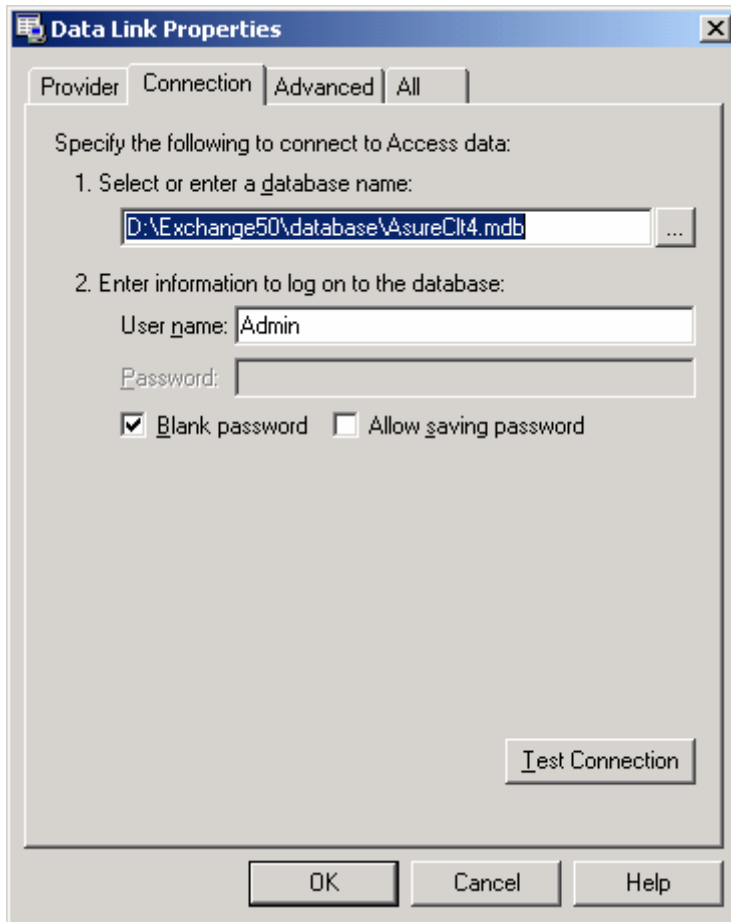 Data Link Properties
Provider Connection Advanced All
Specify the following to connect to Access data:
1. Select or enter a database name:
D:\Exchange50\database\AsureClt4.mdb ...
2. Enter information to log on to the database:
User name: Admin
Password:
Blank password Allow saving password
Test Connection
OK Cancel Help